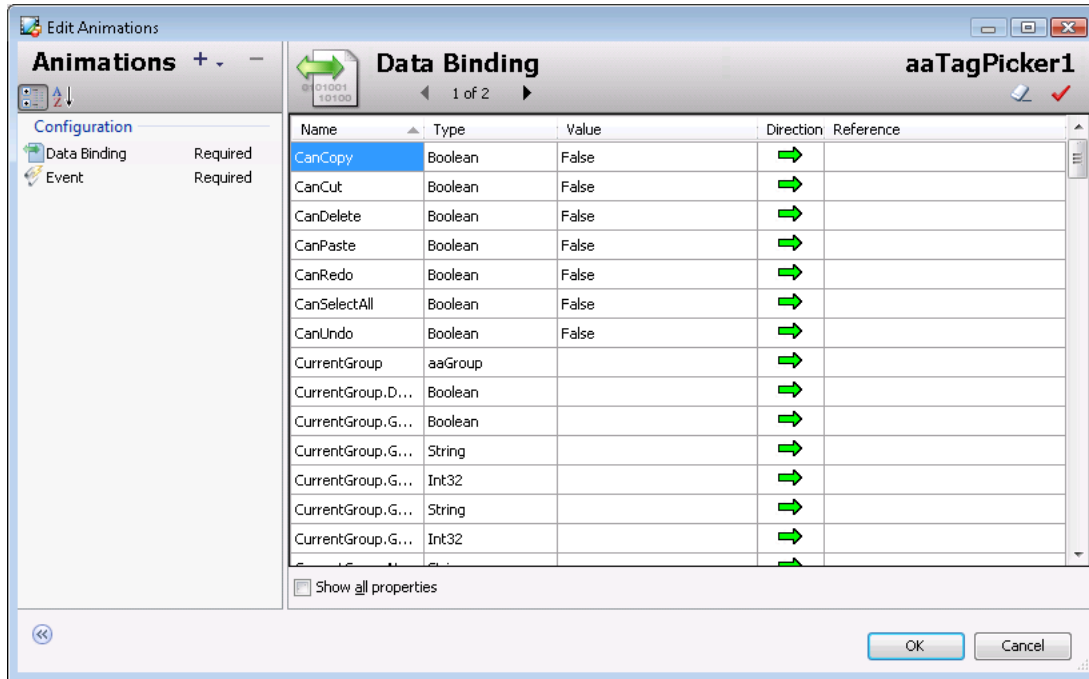 Edit Animations
Animations
Data Binding
aaTagPicker1
1 of 2
Configuration
Data Binding Required
Event Required
Name Type Value Direction Reference
CanCopy Boolean False
CanCut Boolean False
CanDelete Boolean False
CanPaste Boolean False
CanRedo Boolean False
CanSelectAll Boolean False
CanUndo Boolean False
CurrentGroup aaGroup
CurrentGroup.D... Boolean
CurrentGroup.G... Boolean
CurrentGroup.G... String
CurrentGroup.G... Int32
CurrentGroup.G... String
CurrentGroup.G... Int32
Show all properties
OK Cancel